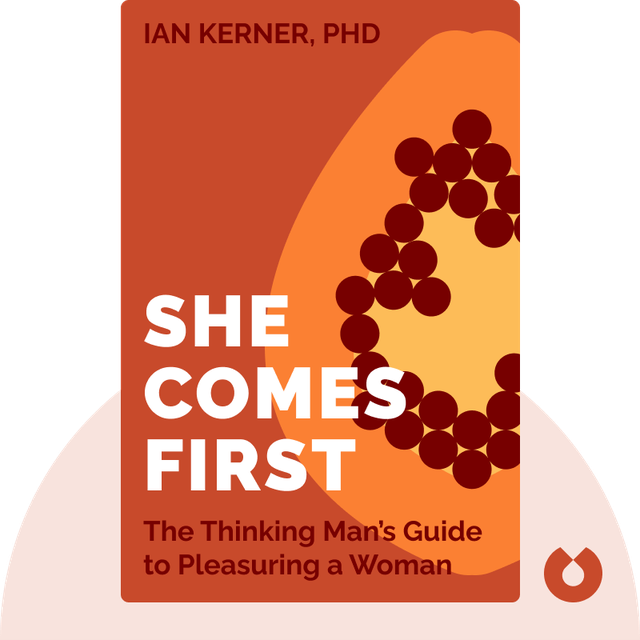 IAN KERNER, PHD
SHE
COMES
FIRST
The Thinking Man's Guide
to Pleasuring a Woman